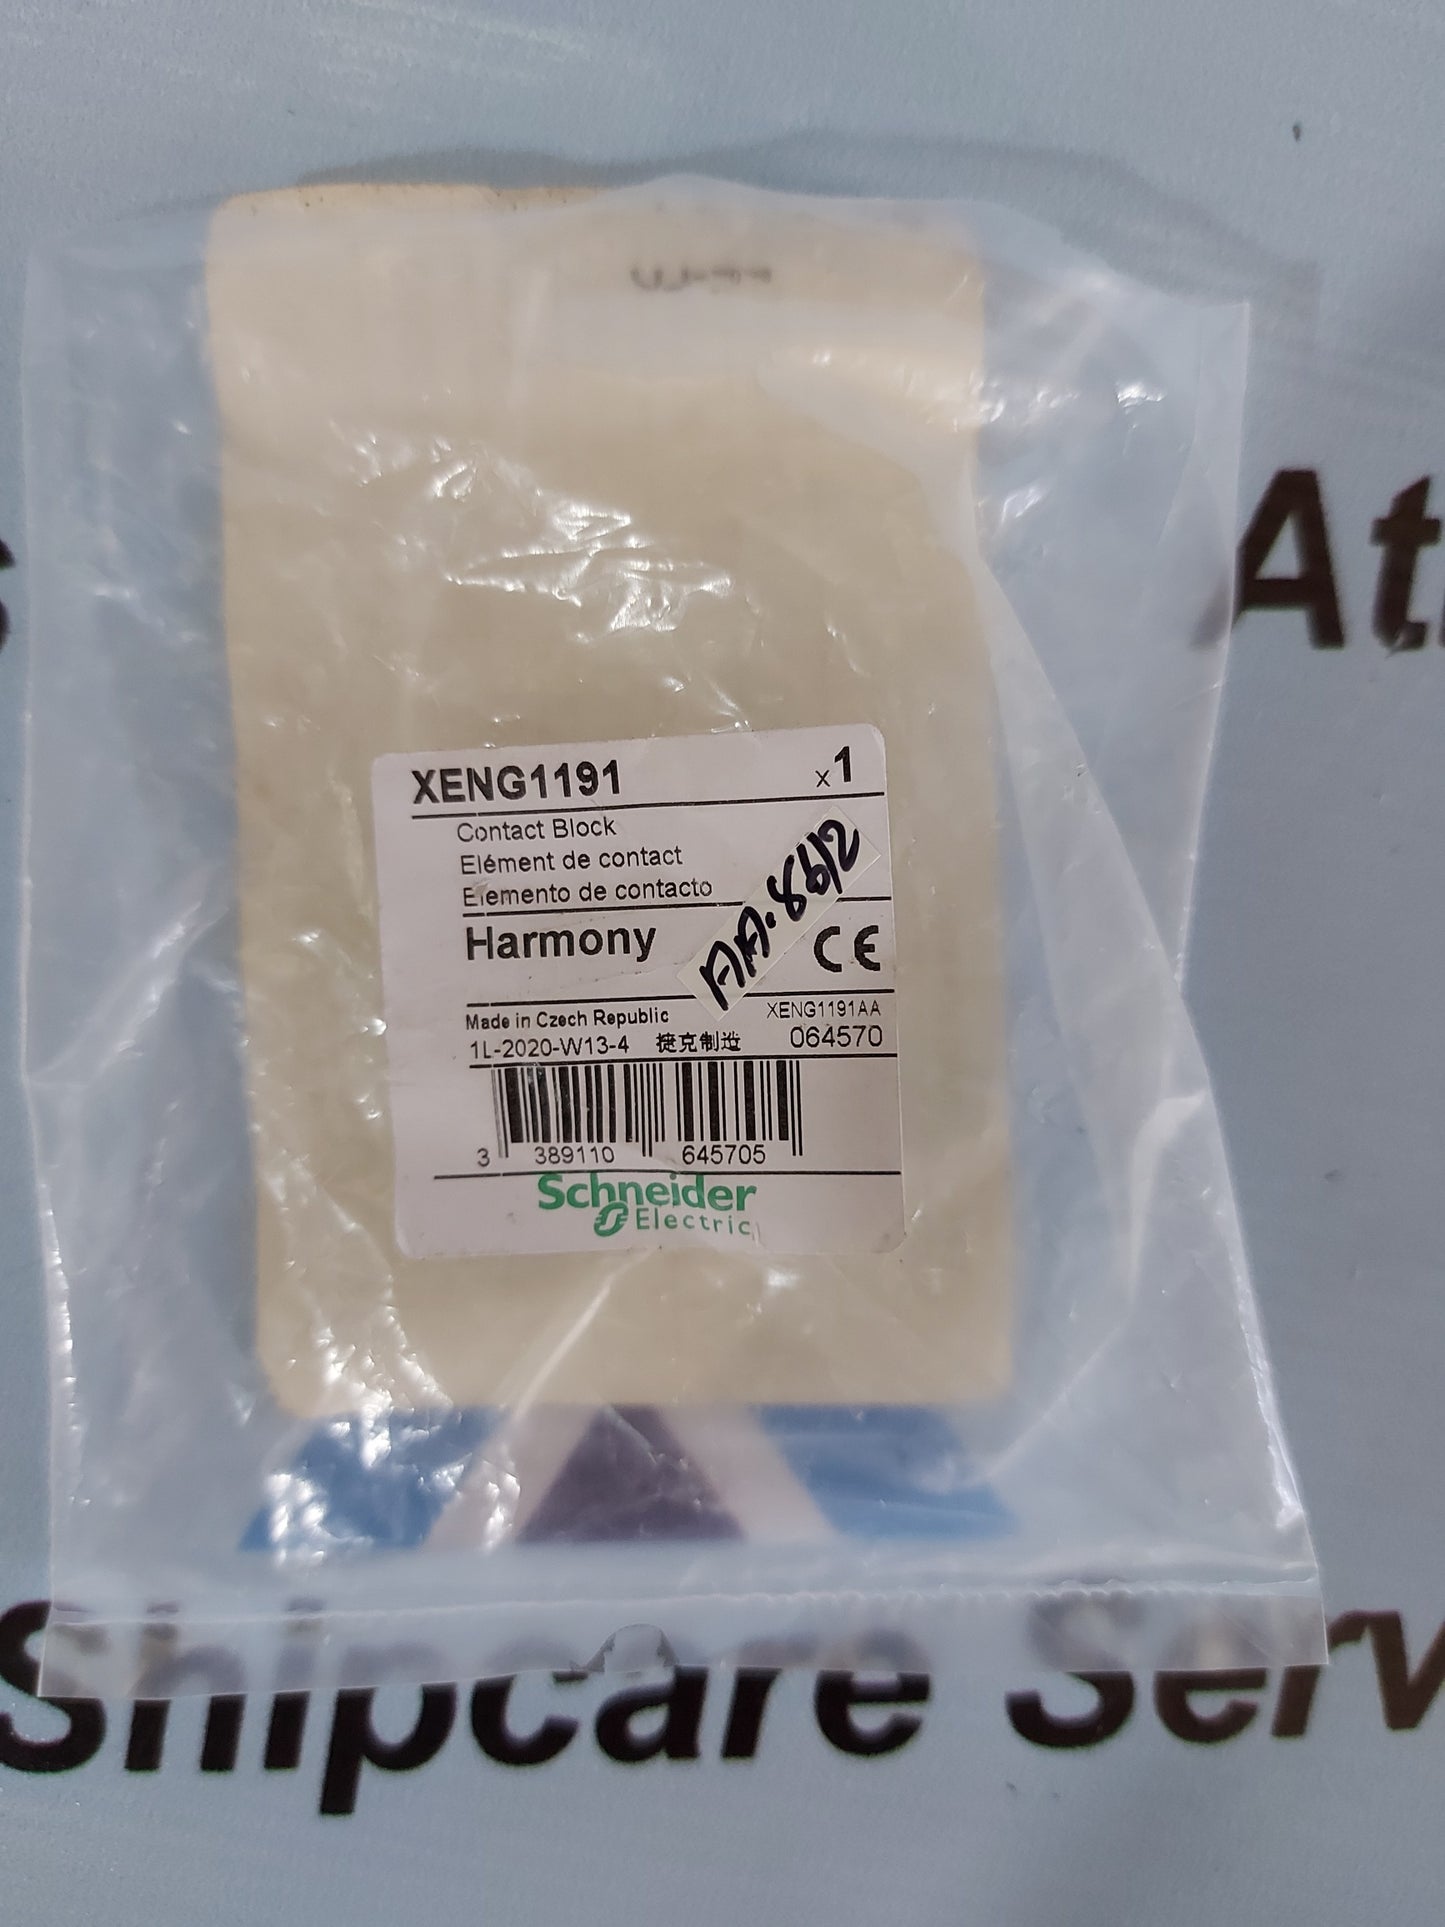 At
XENG1191 x1
Contact Block
Elément de contact
Elemento de contacto
AA.8612
Harmony CE
Made in Czech Republic XENG1191AA
1L-2020-W13-4 捷克制造 064570
3 389110 645705
Schneider
Electric
Shipcare Serv